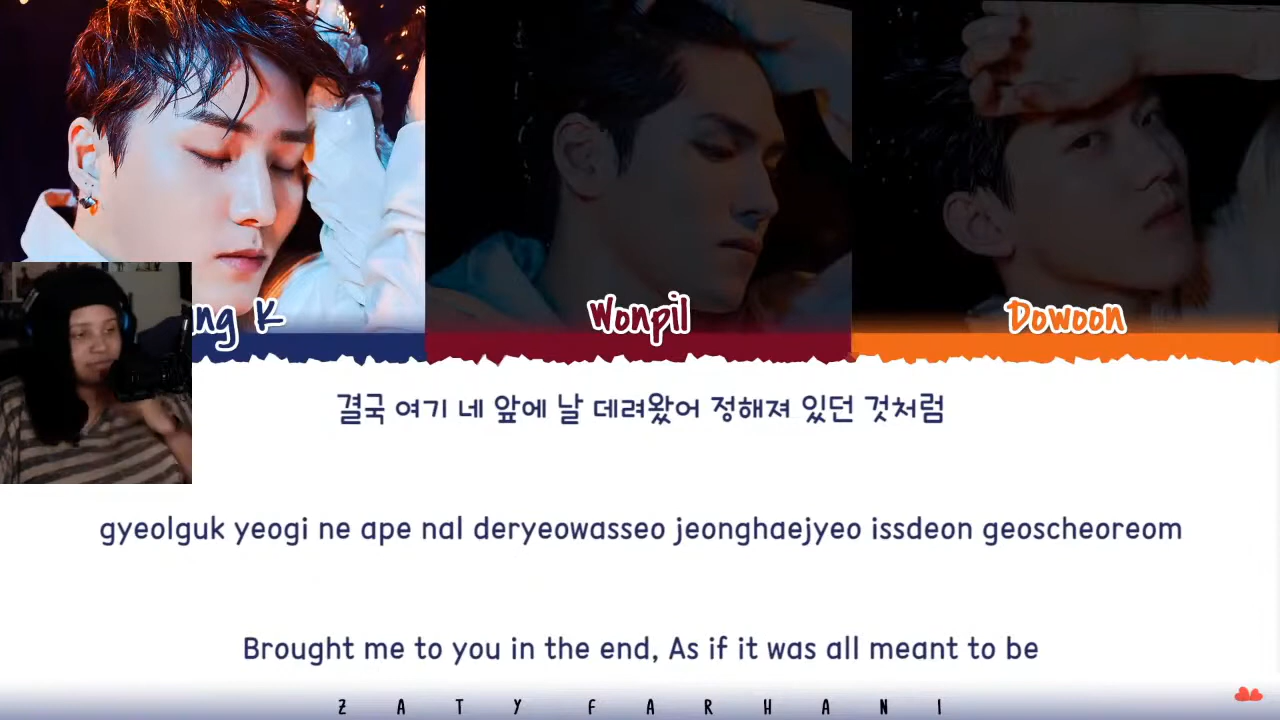 ng K
Wonpil
Dowoon
결국 여기 네 앞에 날 데려왔어 정해져 있던 것처럼
gyeolguk yeogi ne ape nal deryeowasseo jeonghaejyeo issdeon geoscheoreom
Brought me to you in the end, As if it was all meant to be
ZATY FARHANI